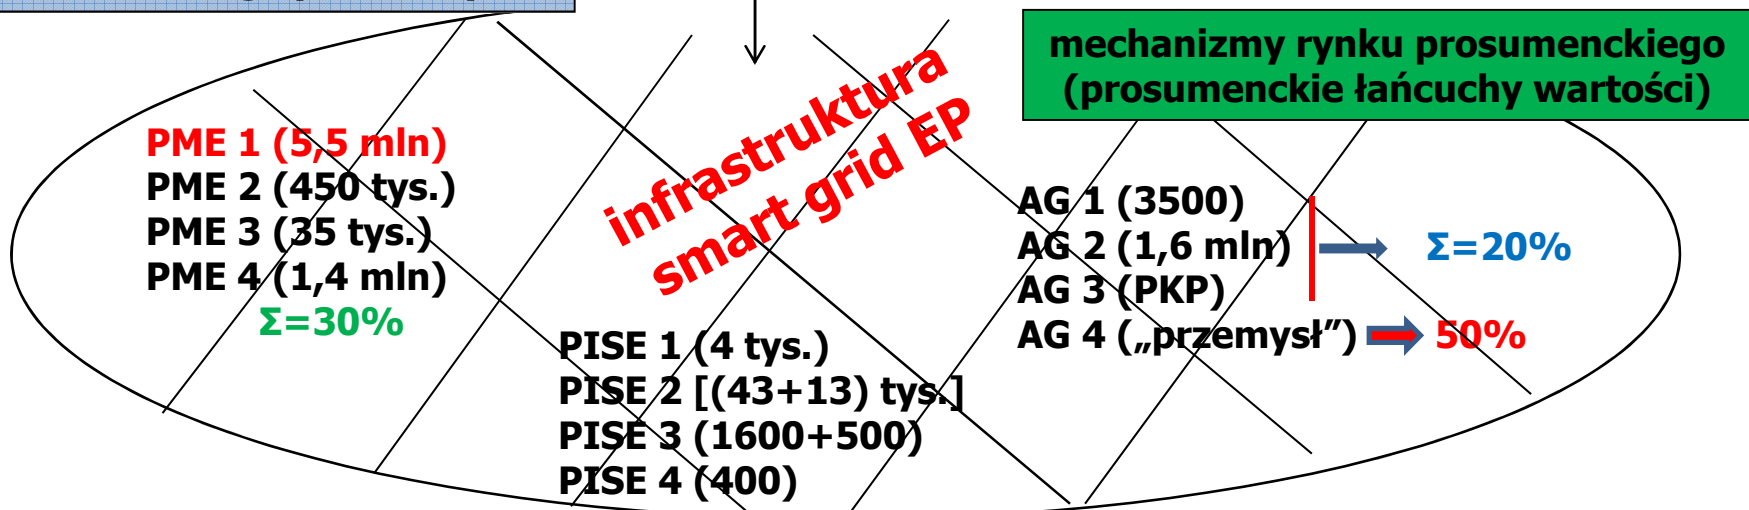 mechanizmy rynku prosumenckiego
(prosumenckie łańcuchy wartości)
infrastruktura
smart grid EP
PME 1 (5,5 mln)
PME 2 (450 tys.)
PME 3 (35 tys.)
PME 4 (1,4 mln)
Σ=30%
PISE 1 (4 tys.)
PISE 2 [(43+13) tys.]
PISE 3 (1600+500)
PISE 4 (400)
AG 1 (3500)
AG 2 (1,6 mln)
AG 3 (PKP)
AG 4 („przemysł”)
Σ=20%
50%